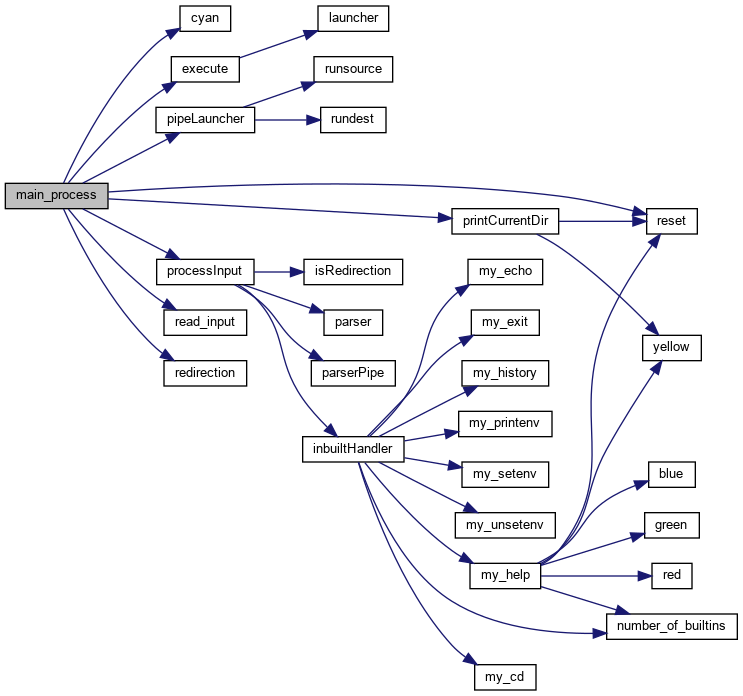 cyan
launcher
execute
runsource
pipeLauncher
rundest
main_process
printCurrentDir
reset
processInput
isRedirection
my_echo
read_input
parser
my_exit
yellow
redirection
parserPipe
my_history
my_printenv
inbuiltHandler
my_setenv
blue
my_unsetenv
green
my_help
red
number_of_builtins
my_cd